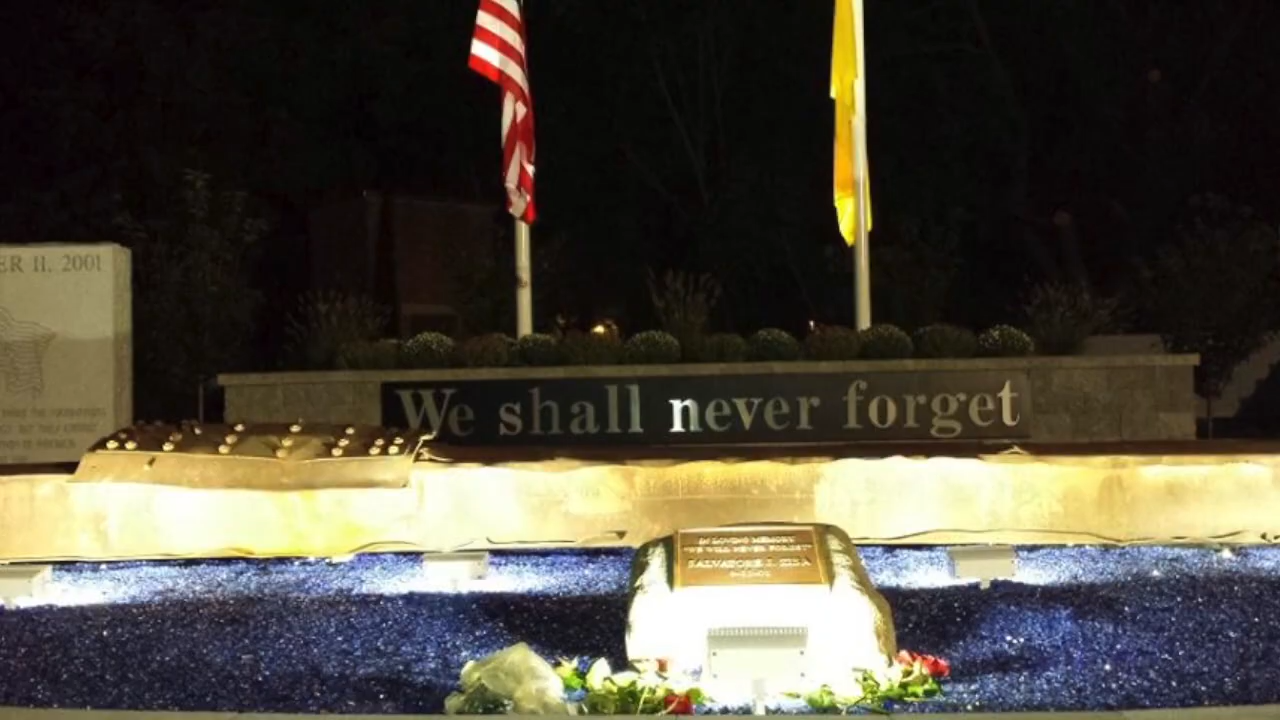 ER 11, 2001
We shall never forget
IN LOVING MEMORY
"WE WILL NEVER FORGET"
SALVATORE J. ZISA